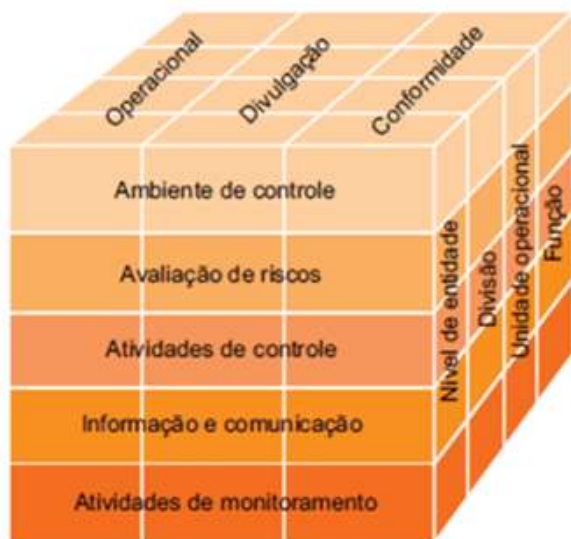 Operacional
Divulgação
Conformidade
Ambiente de controle
Avaliação de riscos
Atividades de controle
Informação e comunicação
Atividades de monitoramento
Nível de entidade
Divisão
Unidade operacional
Função